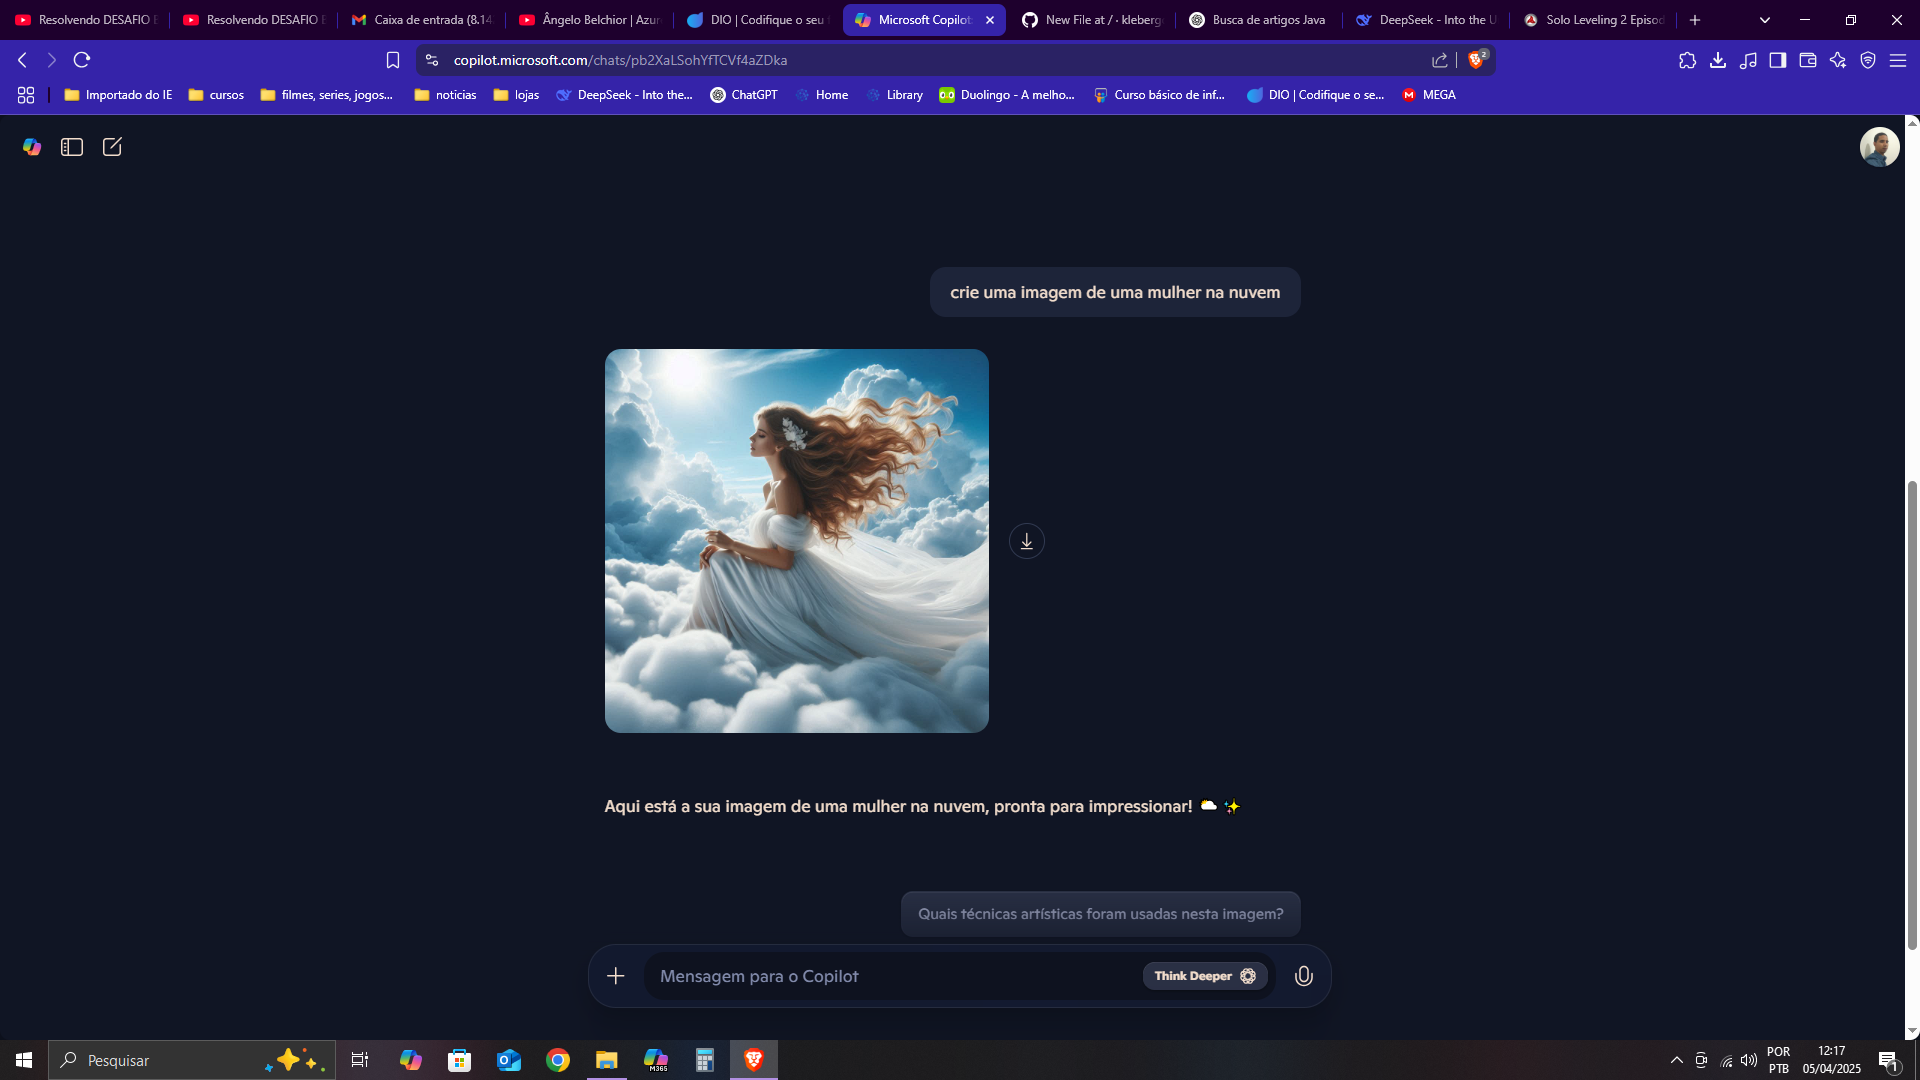 Resolvendo DESAFIO
Resolvendo DESAFIO
Caixa de entrada (8.14
Ângelo Belchior | Azur
DIO | Codifique o seu
Microsoft Copilot
New File at / · kleberg
Busca de artigos Java
DeepSeek - Into the U
Solo Leveling 2 Episod
copilot.microsoft.com/chats/pb2XaLSohYfTCVf4aZDka
2
Importado do IE
cursos
filmes, series, jogos...
noticias
lojas
DeepSeek - Into the...
ChatGPT
Home
Library
Duolingo - A melho...
Curso básico de inf...
DIO | Codifique o se...
MEGA
crie uma imagem de uma mulher na nuvem
Aqui está a sua imagem de uma mulher na nuvem, pronta para impressionar!
Quais técnicas artísticas foram usadas nesta imagem?
Mensagem para o Copilot
Think Deeper
Pesquisar
M365
POR
PTB
12:17
05/04/2025
1